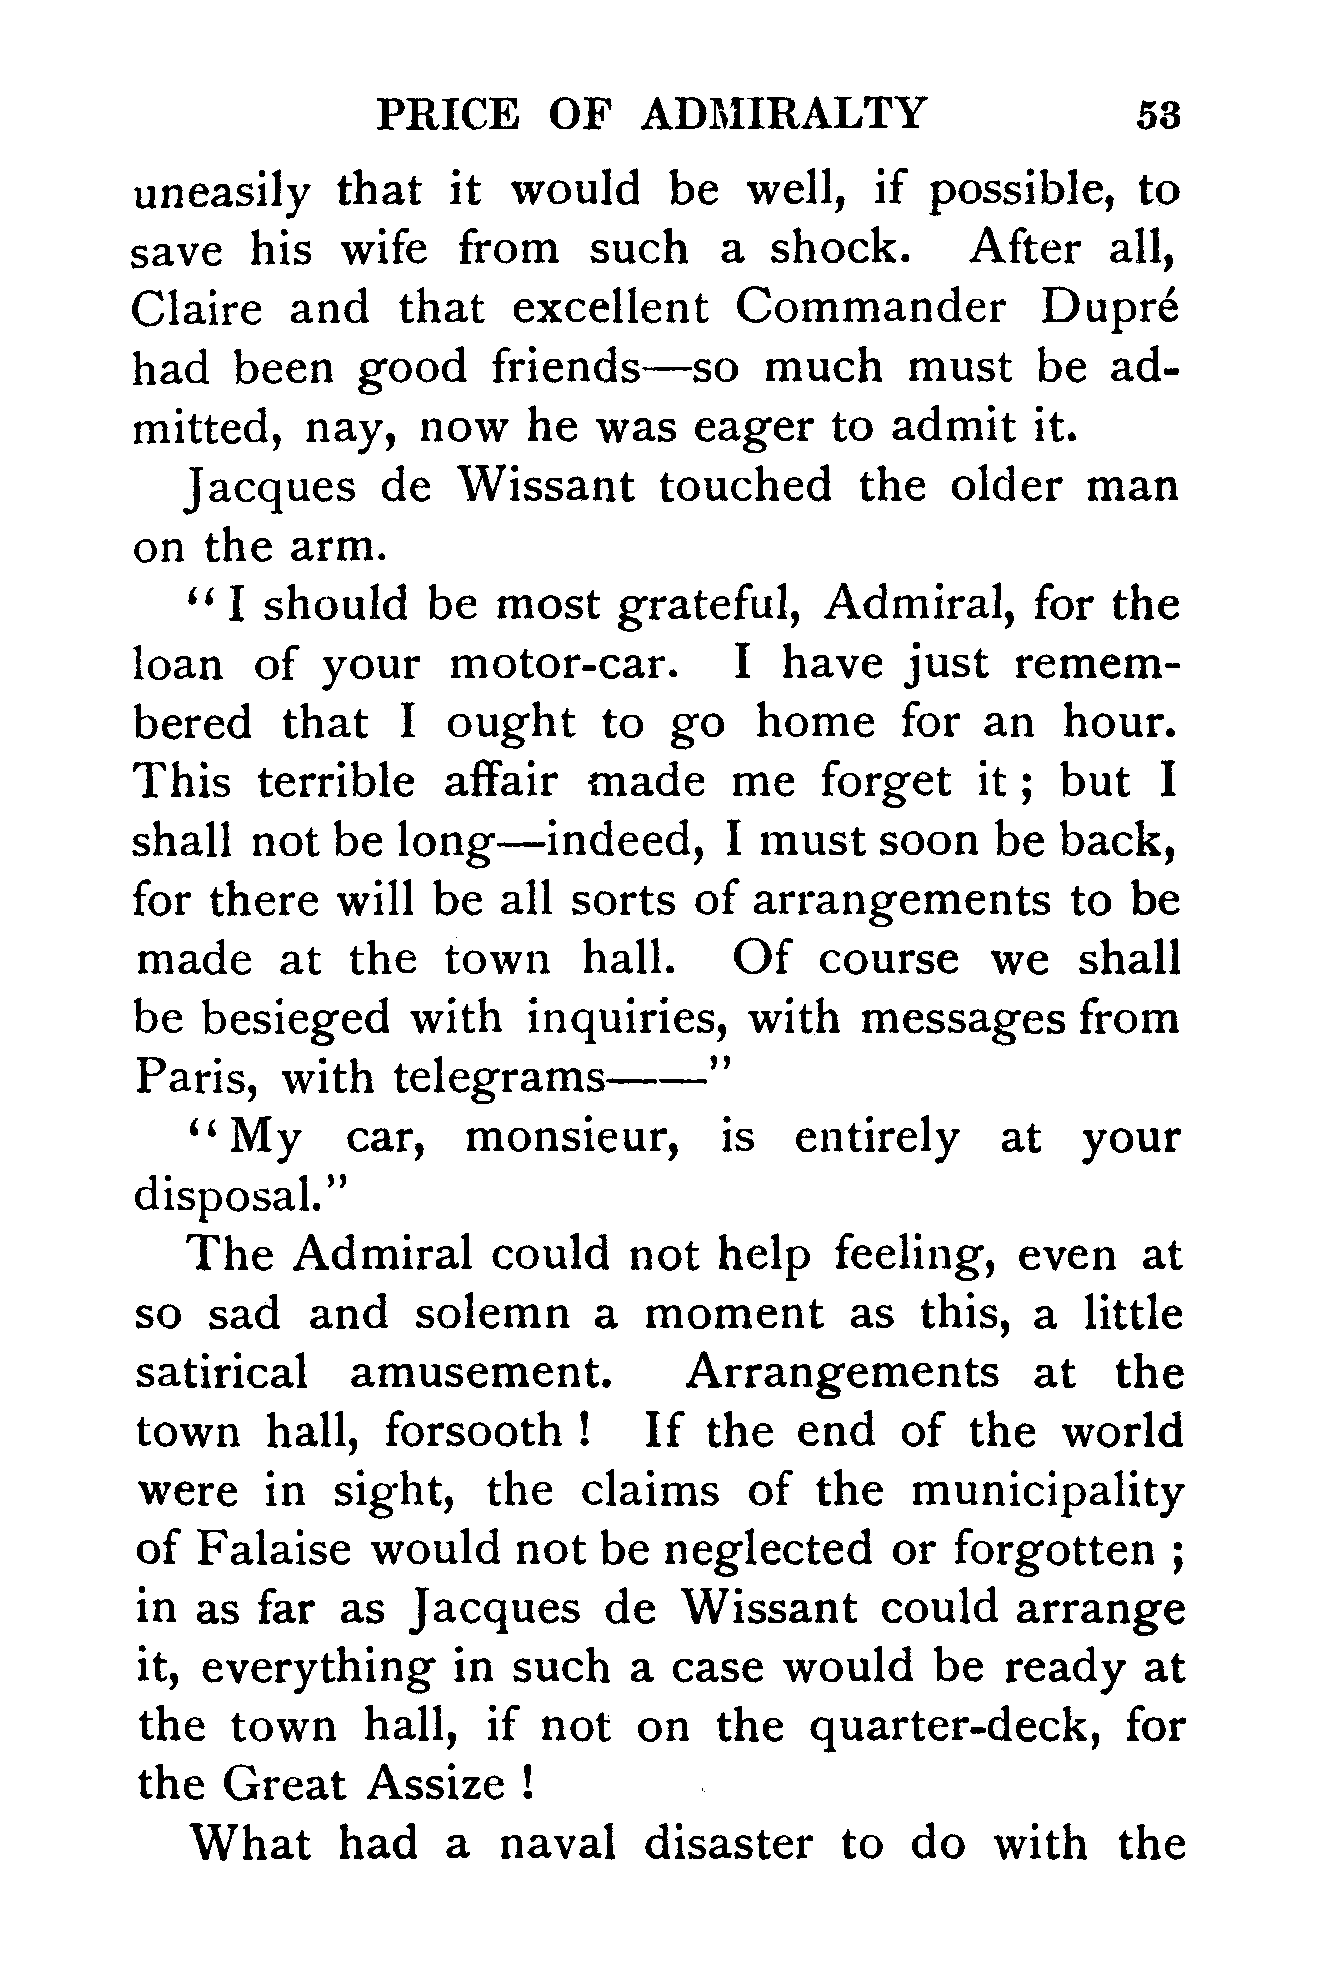 PRICE OF ADMIRALTY 53
uneasily that it would be well, if possible, to
save his wife from such a shock. After all,
Claire and that excellent Commander Dupré
had been good friends—so much must be ad-
mitted, nay, now he was eager to admit it.
Jacques de Wissant touched the older man
on the arm.
“ I should be most grateful, Admiral, for the
loan of your motor-car. I have just remem-
bered that I ought to go home for an hour.
This terrible affair made me forget it ; but I
shall not be long—indeed, I must soon be back,
for there will be all sorts of arrangements to be
made at the town hall. Of course we shall
be besieged with inquiries, with messages from
Paris, with telegrams——”
“ My car, monsieur, is entirely at your
disposal.”
The Admiral could not help feeling, even at
so sad and solemn a moment as this, a little
satirical amusement. Arrangements at the
town hall, forsooth ! If the end of the world
were in sight, the claims of the municipality
of Falaise would not be neglected or forgotten ;
in as far as Jacques de Wissant could arrange
it, everything in such a case would be ready at
the town hall, if not on the quarter-deck, for
the Great Assize !
What had a naval disaster to do with the